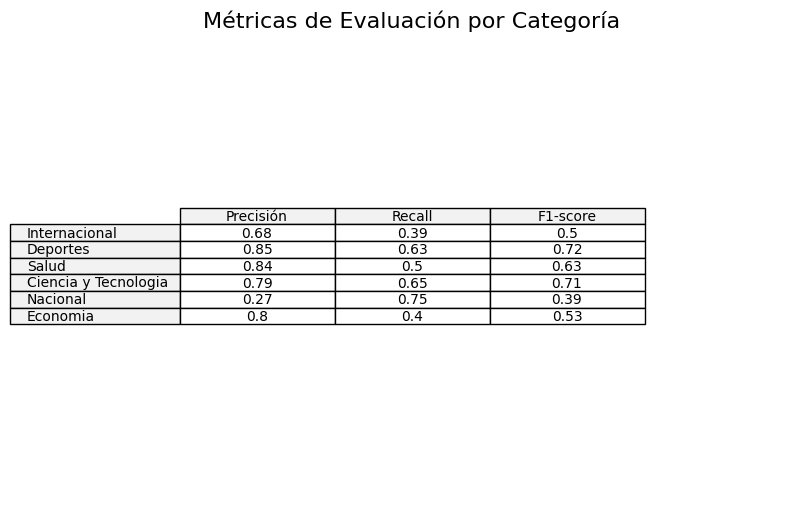 Métricas de Evaluación por Categoría
Precisión Recall F1-score
Internacional 0.68 0.39 0.5
Deportes 0.85 0.63 0.72
Salud 0.84 0.5 0.63
Ciencia y Tecnologia 0.79 0.65 0.71
Nacional 0.27 0.75 0.39
Economia 0.8 0.4 0.53